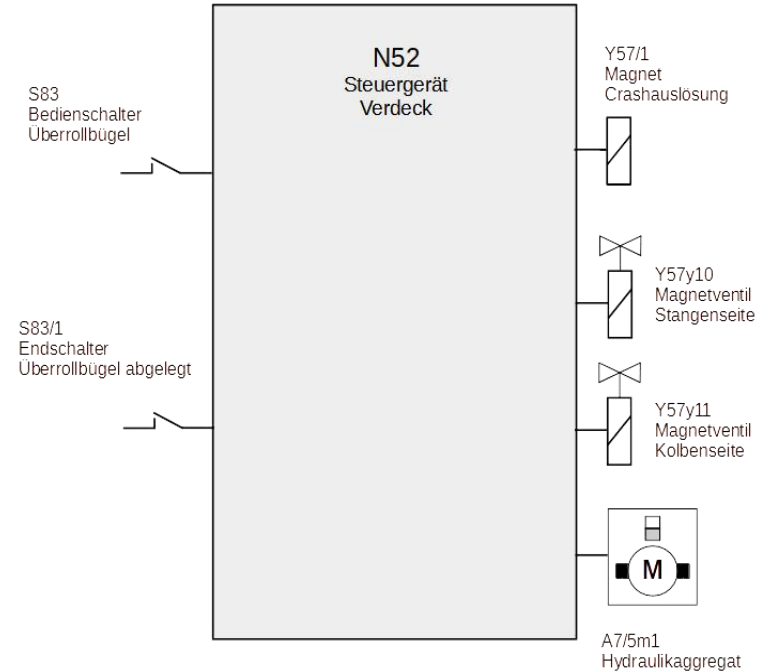 N52
Steuergerät
Verdeck
S83
Bedienschalter
Überrollbügel
S83/1
Endschalter
Überrollbügel abgelegt
Y57/1
Magnet
Crashauslösung
Y57y10
Magnetventil
Stangenseite
Y57y11
Magnetventil
Kolbenseite
M
A7/5m1
Hydraulikaggregat